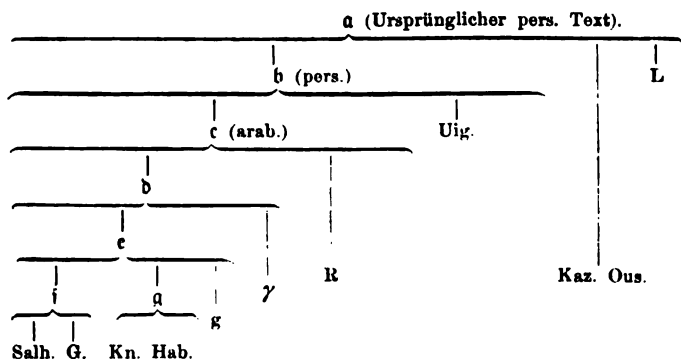 a (Ursprünglicher pers. Text).
b (pers.) L
c (arab.) Uig.
d
e
f g g γ R Kaz. Ous.
Salh. G. Kn. Hab.